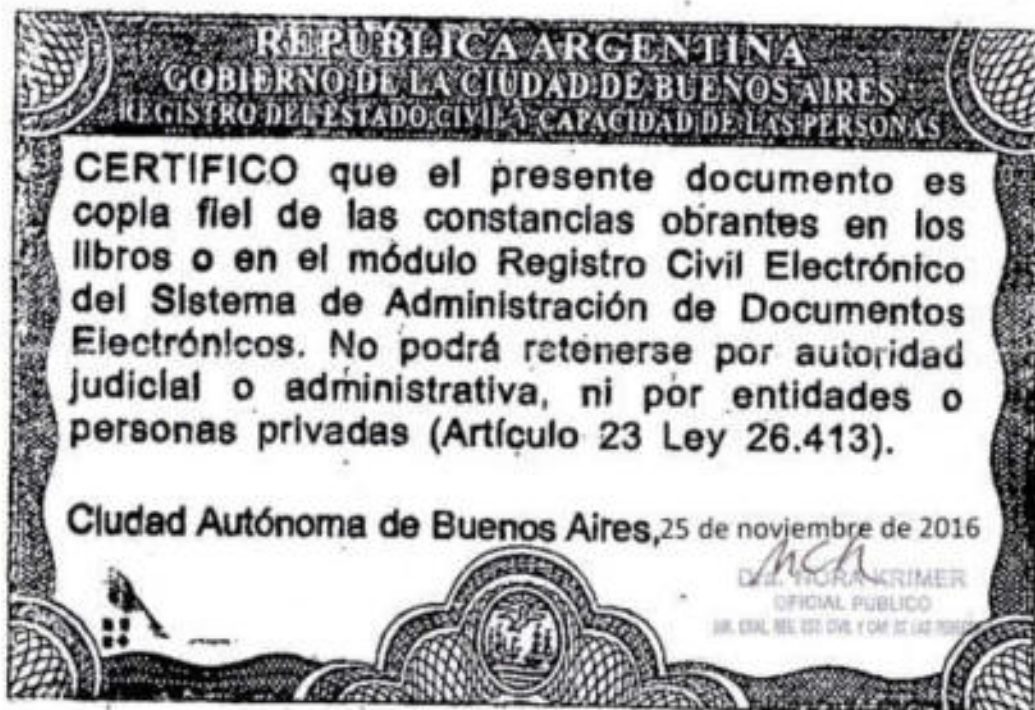 REPUBLICA ARGENTINA
GOBIERNO DE LA CIUDAD DE BUENOS AIRES
REGISTRO DEL ESTADO CIVIL Y CAPACIDAD DE LAS PERSONAS
CERTIFICO que el presente documento es
copia fiel de las constancias obrantes en los
libros o en el módulo Registro Civil Electrónico
del Sistema de Administración de Documentos
Electrónicos. No podrá retenerse por autoridad
judicial o administrativa, ni por entidades o
personas privadas (Artículo 23 Ley 26.413).
Ciudad Autónoma de Buenos Aires, 25 de noviembre de 2016
NORA KRIMER
OFICIAL PUBLICO